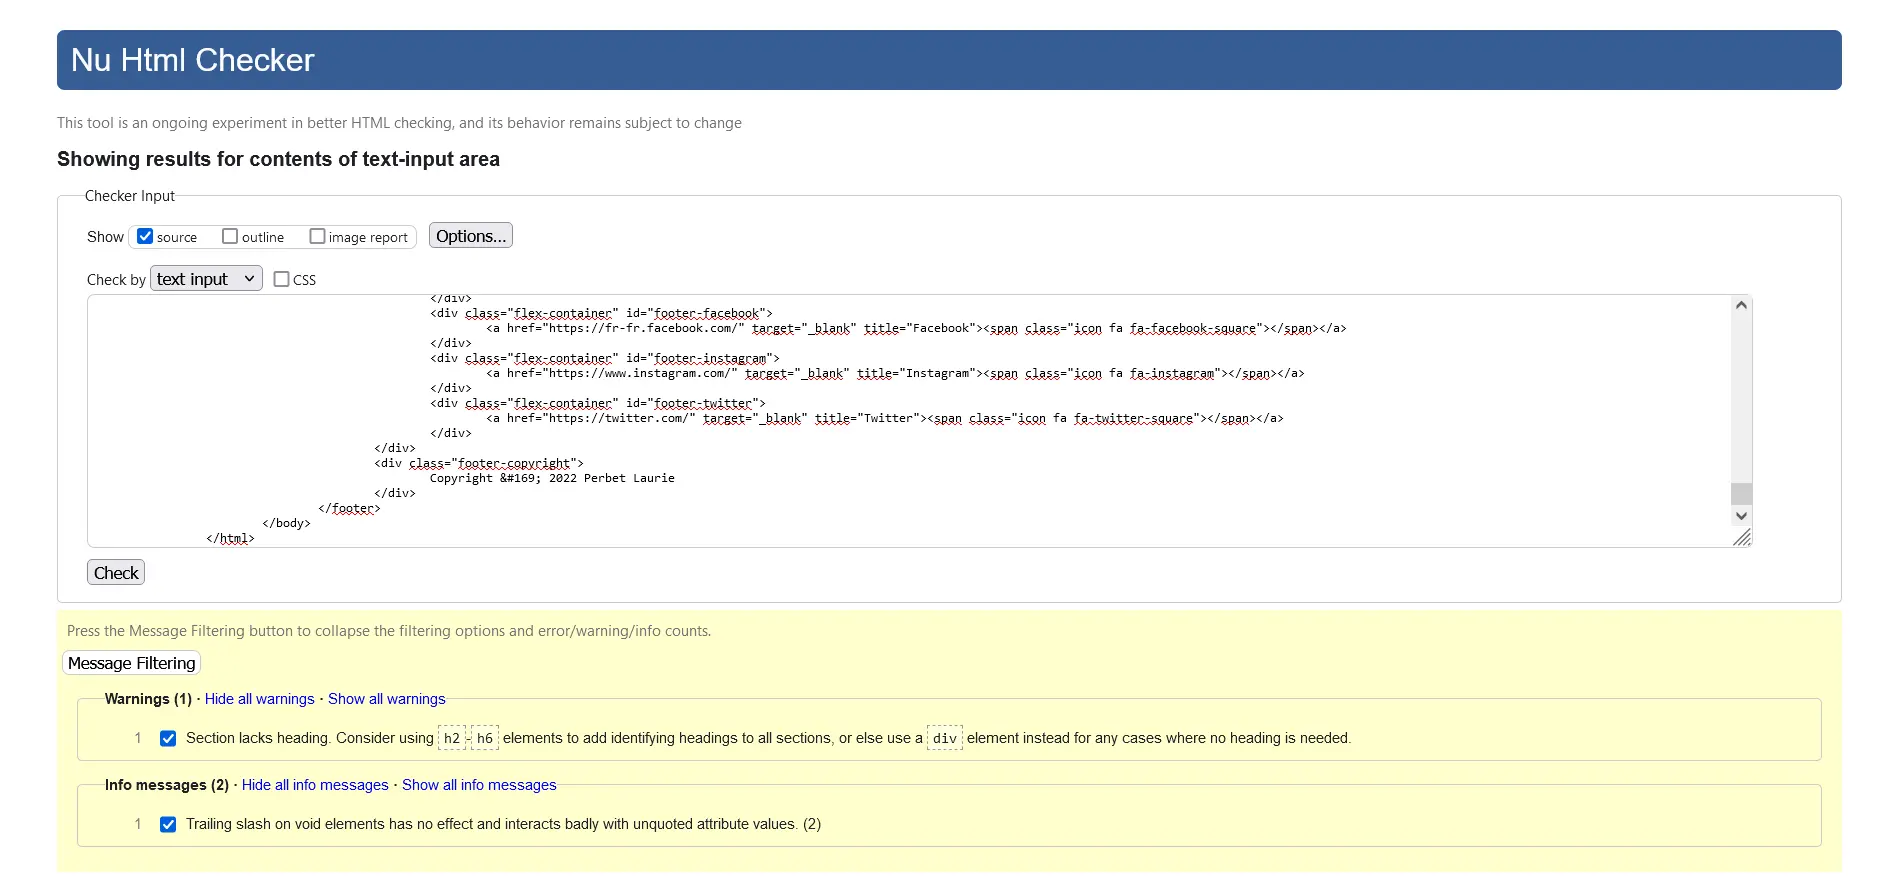 Nu Html Checker
This tool is an ongoing experiment in better HTML checking, and its behavior remains subject to change
Showing results for contents of text-input area
Checker Input
Show source outline image report Options...
Check by text input CSS
</div>
<div class="flex-container" id="footer-facebook">
<a href="https://fr-fr.facebook.com/" target="_blank" title="Facebook"><span class="icon fa fa-facebook-square"></span></a>
</div>
<div class="flex-container" id="footer-instagram">
<a href="https://www.instagram.com/" target="_blank" title="Instagram"><span class="icon fa fa-instagram"></span></a>
</div>
<div class="flex-container" id="footer-twitter">
<a href="https://twitter.com/" target="_blank" title="Twitter"><span class="icon fa fa-twitter-square"></span></a>
</div>
</div>
<div class="footer-copyright">
Copyright &#169; 2022 Perbet Laurie
</div>
</footer>
</body>
</html>
Check
Press the Message Filtering button to collapse the filtering options and error/warning/info counts.
Message Filtering
Warnings (1) · Hide all warnings · Show all warnings
1 Section lacks heading. Consider using h2-h6 elements to add identifying headings to all sections, or else use a div element instead for any cases where no heading is needed.
Info messages (2) · Hide all info messages · Show all info messages
1 Trailing slash on void elements has no effect and interacts badly with unquoted attribute values. (2)